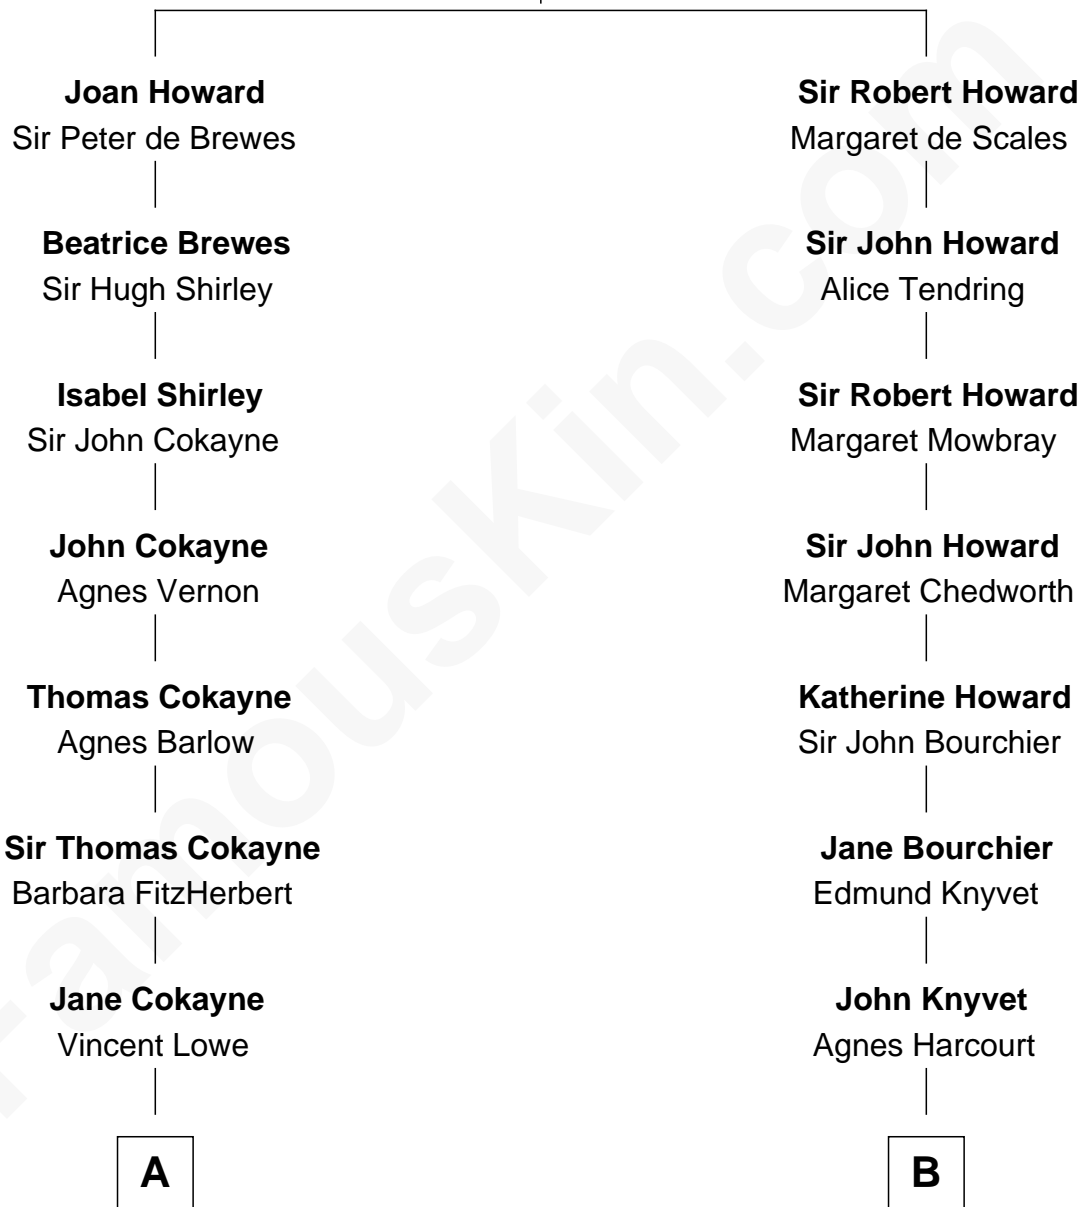 Joan Howard
Sir Peter de Brewes
Beatrice Brewes
Sir Hugh Shirley
Isabel Shirley
Sir John Cokayne
John Cokayne
Agnes Vernon
Thomas Cokayne
Agnes Barlow
Sir Thomas Cokayne
Barbara FitzHerbert
Jane Cokayne
Vincent Lowe
A
Sir Robert Howard
Margaret de Scales
Sir John Howard
Alice Tendring
Sir Robert Howard
Margaret Mowbray
Sir John Howard
Margaret Chedworth
Katherine Howard
Sir John Bourchier
Jane Bourchier
Edmund Knyvet
John Knyvet
Agnes Harcourt
B
FamousKin.com